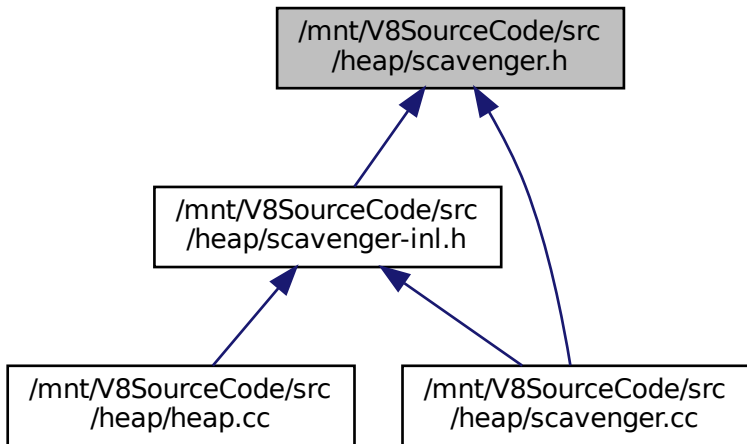 /mnt/V8SourceCode/src
/heap/scavenger.h
/mnt/V8SourceCode/src
/heap/scavenger-inl.h
/mnt/V8SourceCode/src
/heap/heap.cc
/mnt/V8SourceCode/src
/heap/scavenger.cc